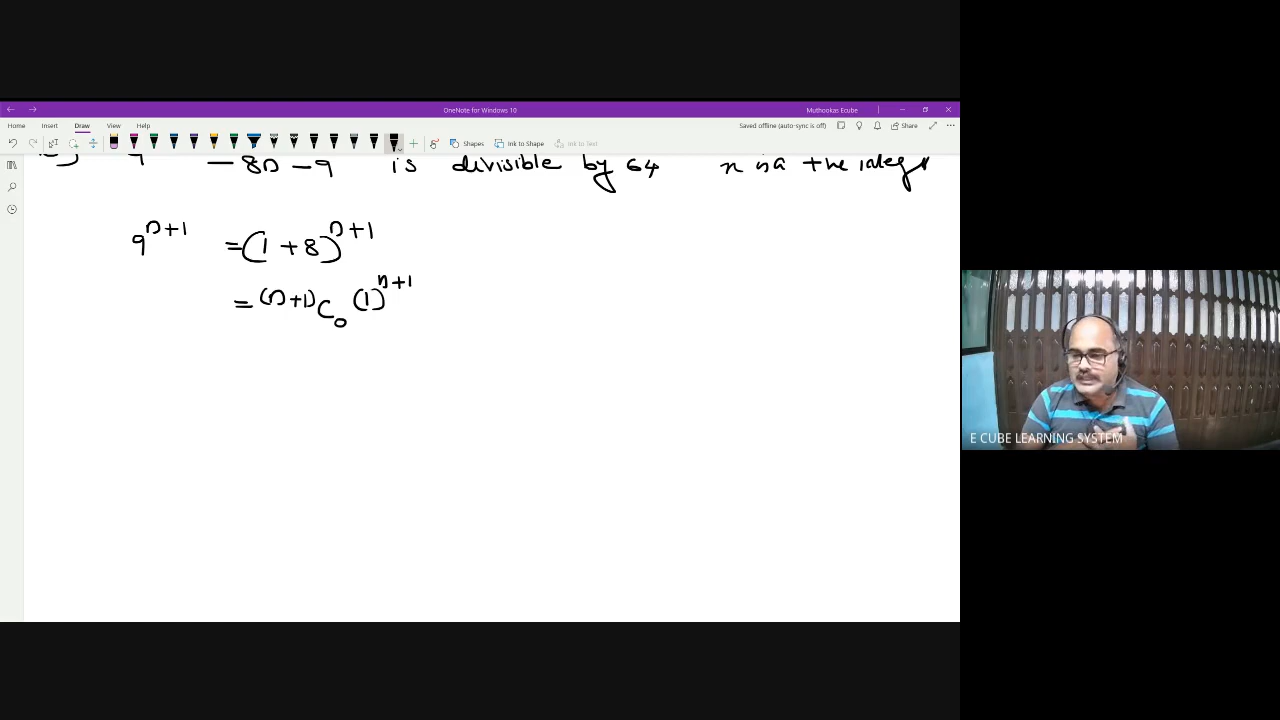 OneNote for Windows 10
Muthookas Ecube
Home Insert Draw View Help
Saved offline (auto-sync is off) Share
Shapes Ink to Shape Ink to Text
9 - 8n - 9 is divisible by 64 n is a +ve integer
9^{n+1} = (1 + 8)^{n+1}
= (n+1)C_0 (1)^{n+1}
E CUBE LEARNING SYSTEM